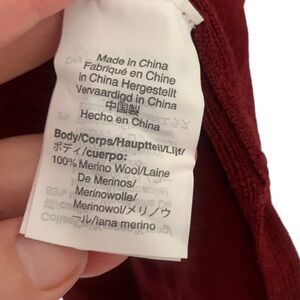 Made in China
Fabriqué en Chine
in China Hergestellt
Vervaardigd in China
中国製
Hecho en China
Body/Corps/Hauptteil/Lijf/
ボディ/cuerpo:
100% Merino Wool/Laine
De Merinos/
Merinowolle/
Merinowol/メリノウ
ール/lana merino